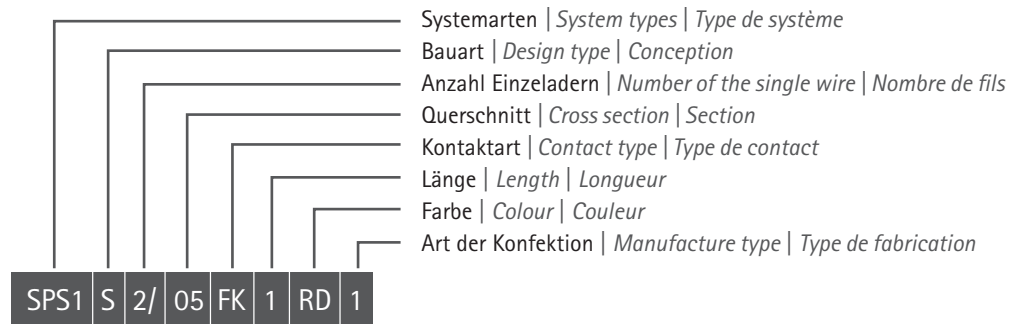 Systemarten | System types | Type de système
Bauart | Design type | Conception
Anzahl Einzeladern | Number of the single wire | Nombre de fils
Querschnitt | Cross section | Section
Kontaktart | Contact type | Type de contact
Länge | Length | Longueur
Farbe | Colour | Couleur
Art der Konfektion | Manufacture type | Type de fabrication
SPS1 S 2/ 05 FK 1 RD 1